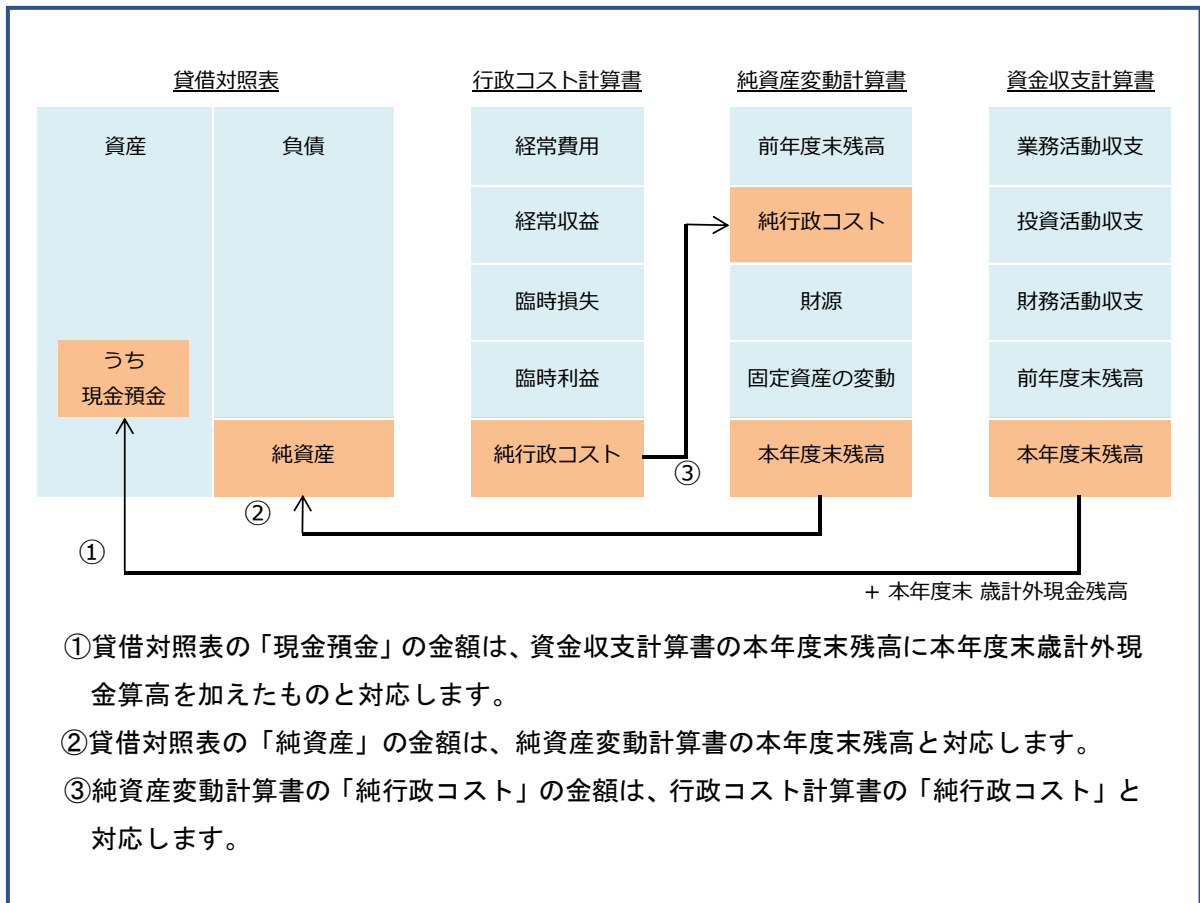 貸借対照表
行政コスト計算書
純資産変動計算書
資金収支計算書
資産
負債
経常費用
前年度末残高
業務活動収支
経常収益
純行政コスト
投資活動収支
臨時損失
財源
財務活動収支
うち
現金預金
臨時利益
固定資産の変動
前年度末残高
純資産
純行政コスト
本年度末残高
本年度末残高
③
②
①
+ 本年度末 歳計外現金残高
①貸借対照表の「現金預金」の金額は、資金収支計算書の本年度末残高に本年度末歳計外現
金算高を加えたものと対応します。
②貸借対照表の「純資産」の金額は、純資産変動計算書の本年度末残高と対応します。
③純資産変動計算書の「純行政コスト」の金額は、行政コスト計算書の「純行政コスト」と
対応します。